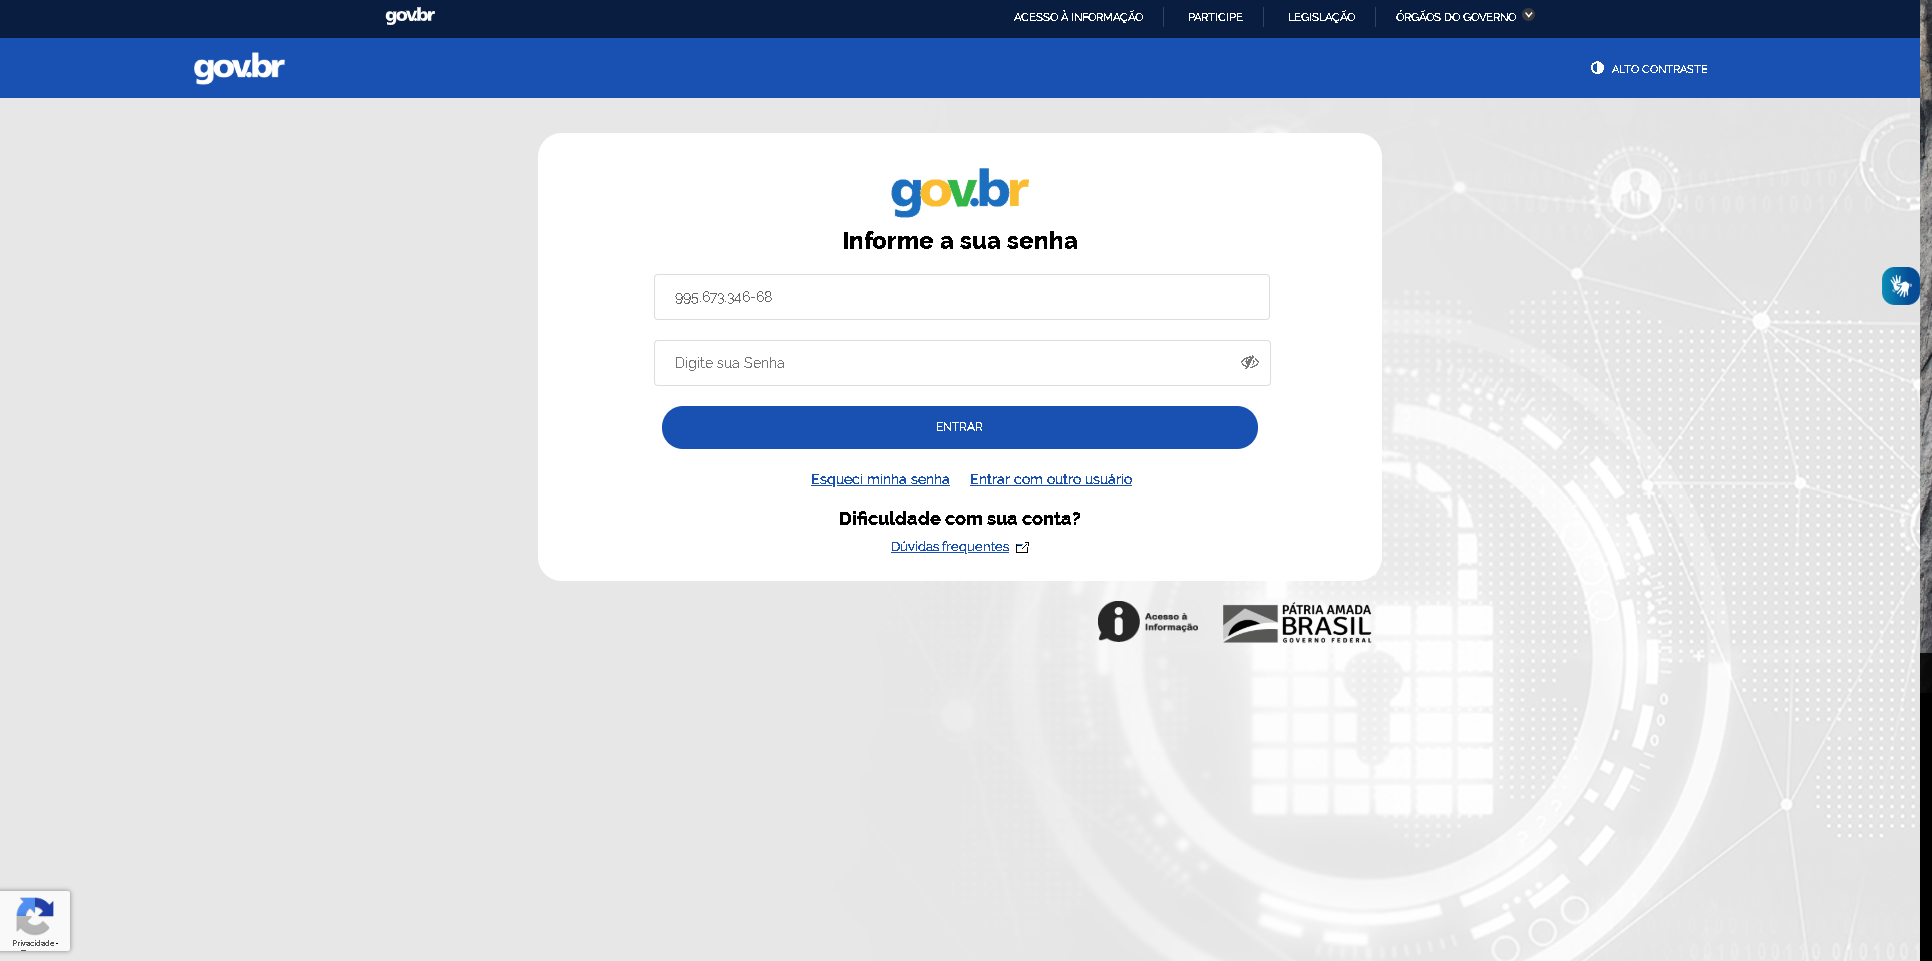 gov.br
ACESSO À INFORMAÇÃO
PARTICIPE
LEGISLAÇÃO
ÓRGÃOS DO GOVERNO
gov.br
ALTO CONTRASTE
gov.br
Informe a sua senha
995.673.346-68
Digite sua Senha
ENTRAR
Esqueci minha senha
Entrar com outro usuário
Dificuldade com sua conta?
Dúvidas frequentes
Acesso à
Informação
PÁTRIA AMADA
BRASIL
GOVERNO FEDERAL
Privacidade -